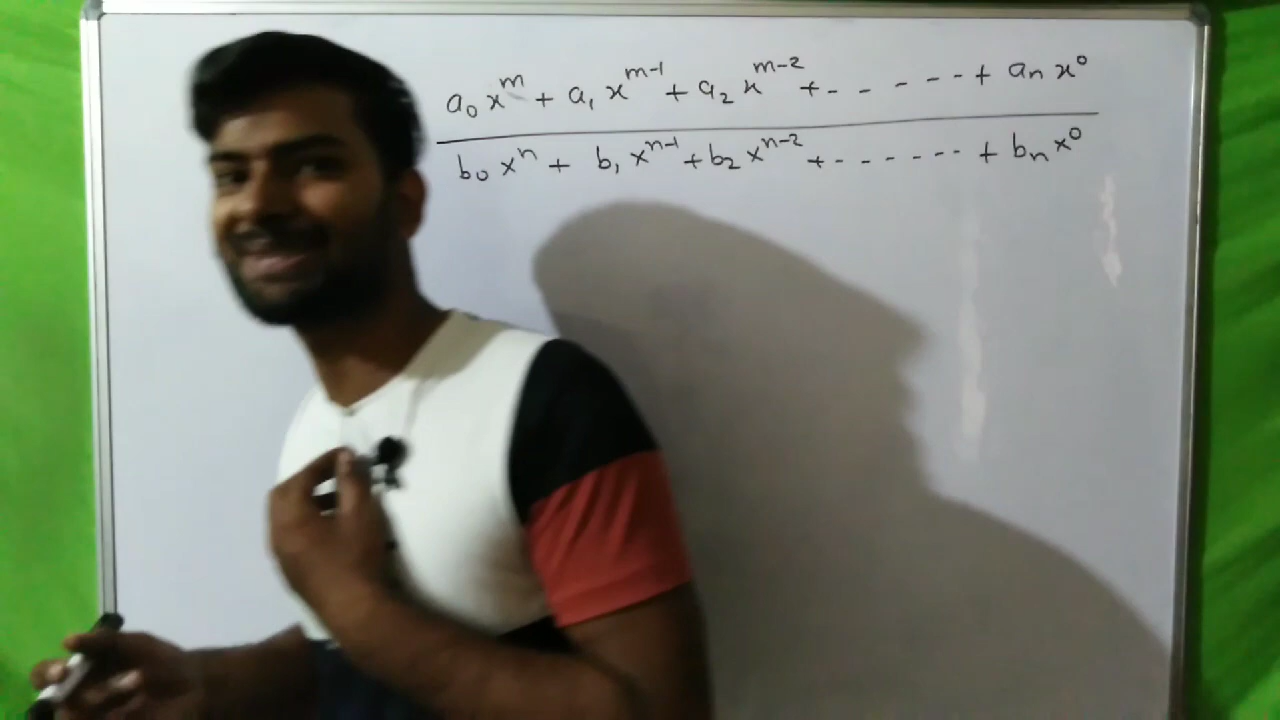 a₀ xᵐ + a₁ xᵐ⁻¹ + a₂ xᵐ⁻² + - - - - - - + aₙ x⁰
b₀ xⁿ + b₁ xⁿ⁻¹ + b₂ xⁿ⁻² + - - - - - - + bₙ x⁰